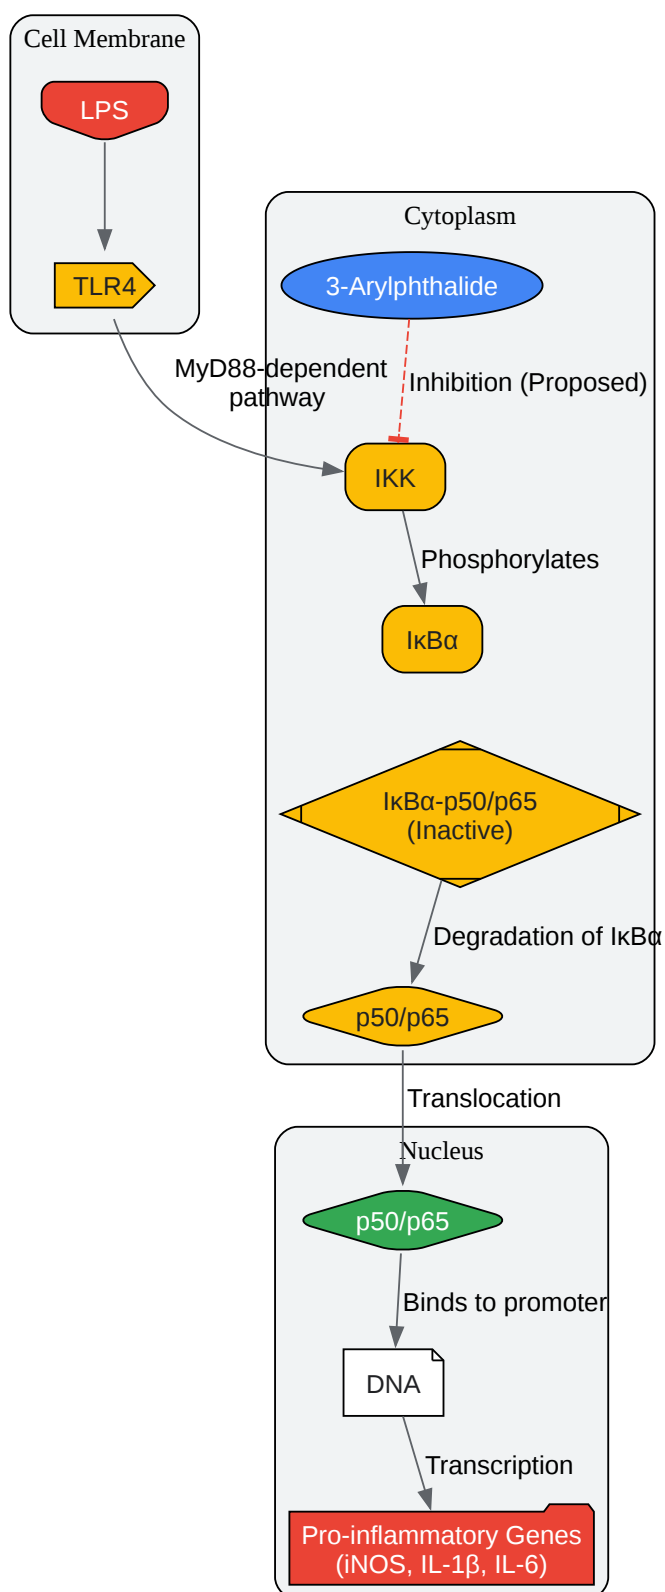 Cell Membrane
LPS
TLR4
Cytoplasm
3-Arylphthalide
MyD88-dependent
pathway
Inhibition (Proposed)
IKK
Phosphorylates
IκBα
IκBα-p50/p65
(Inactive)
Degradation of IκBα
p50/p65
Translocation
Nucleus
p50/p65
Binds to promoter
DNA
Transcription
Pro-inflammatory Genes
(iNOS, IL-1β, IL-6)